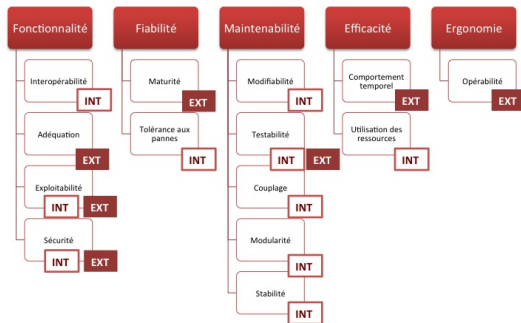 Fonctionnalité
Interopérabilité
INT
Adéquation
EXT
Exploitabilité
INT
EXT
Sécurité
INT
EXT
Fiabilité
Maturité
EXT
Tolérance aux
pannes
INT
Maintenabilité
Modifiabilité
INT
Testabilité
INT
EXT
Couplage
INT
Modularité
INT
Stabilité
INT
Efficacité
Comportement
temporel
EXT
Utilisation des
ressources
INT
Ergonomie
Opérabilité
EXT